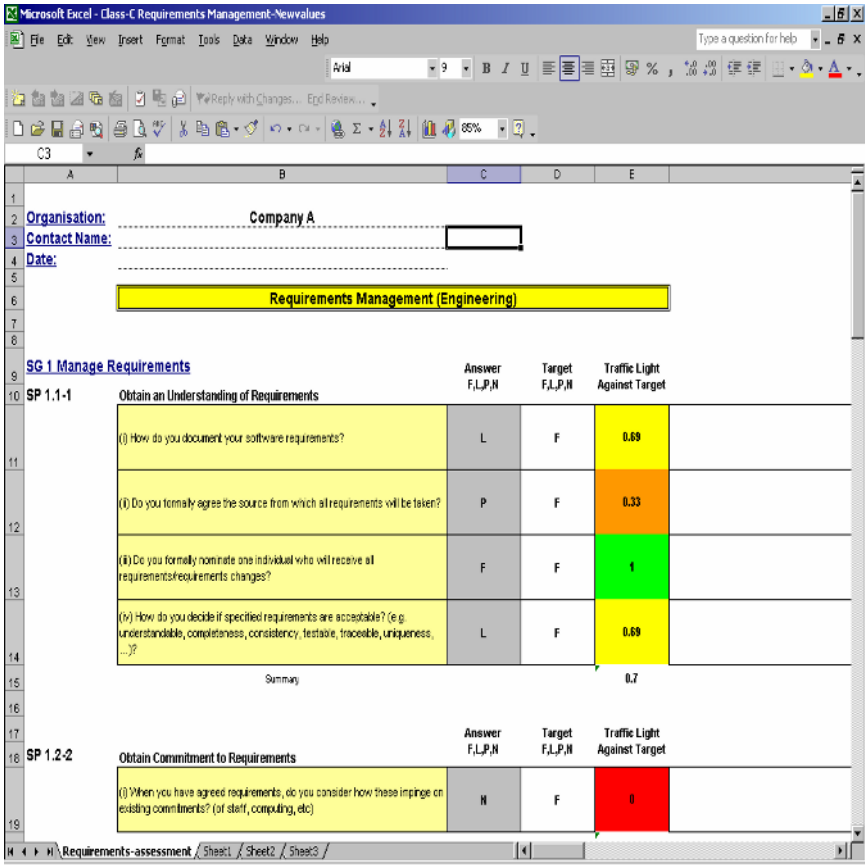 Microsoft Excel - Class-C Requirements Management-Newvalues
File Edit View Insert Format Tools Data Window Help
Type a question for help
Arial 9 B I U % ,
Reply with Changes... End Review...
85%
C3 fx
A B C D E
1
2 Organisation: Company A
3 Contact Name:
4 Date:
5
6 Requirements Management (Engineering)
7
8
9 SG 1 Manage Requirements Answer F,L,P,N Target F,L,P,N Traffic Light Against Target
10 SP 1.1-1 Obtain an Understanding of Requirements
11 (i) How do you document your software requirements? L F 0.69
12 (ii) Do you formally agree the source from which all requirements will be taken? P F 0.33
(iii) Do you formally nominate one individual who will receive all
13 requirements/requirements changes? F F 1
(iv) How do you decide if specified requirements are acceptable? (e.g.
understandable, completeness, consistency, testable, traceable, uniqueness,
14 ...)? L F 0.69
15 Summary 0.7
16
17 Answer Target Traffic Light
18 SP 1.2-2 Obtain Commitment to Requirements F,L,P,N F,L,P,N Against Target
(i) When you have agreed requirements, do you consider how these impinge on
19 existing commitments? (of staff, computing, etc) N F 0
Requirements-assessment / Sheet1 / Sheet2 / Sheet3 /